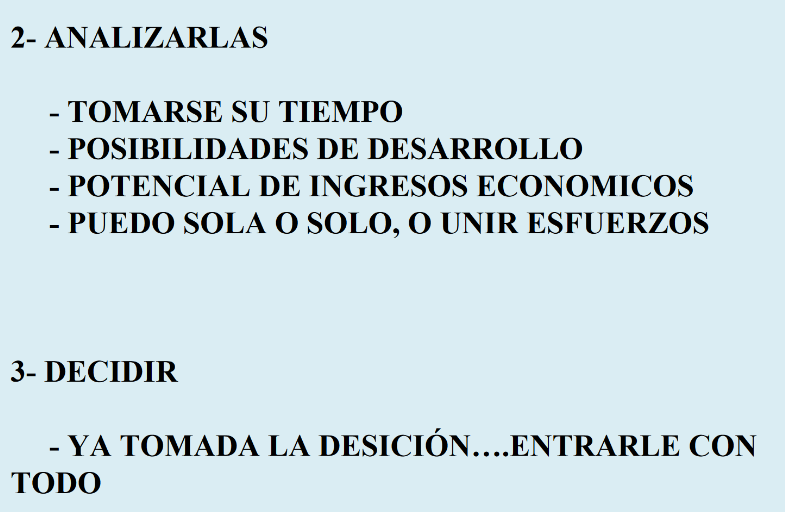 2- ANALIZARLAS
- TOMARSE SU TIEMPO
- POSIBILIDADES DE DESARROLLO
- POTENCIAL DE INGRESOS ECONOMICOS
- PUEDO SOLA O SOLO, O UNIR ESFUERZOS
3- DECIDIR
- YA TOMADA LA DESICIÓN….ENTRARLE CON
TODO